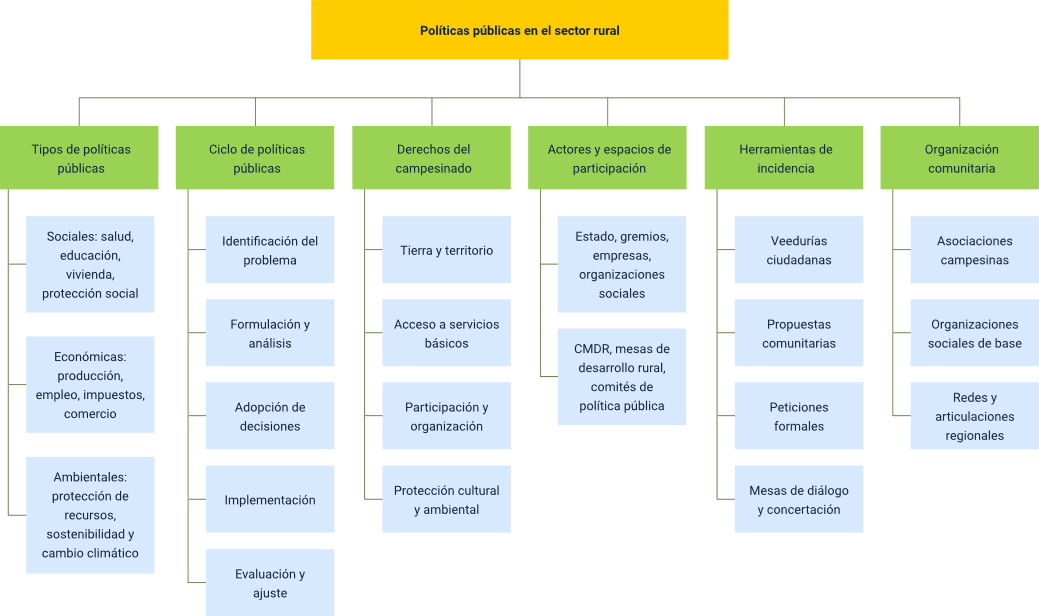 Políticas públicas en el sector rural
Tipos de políticas
públicas
Sociales: salud,
educación,
vivienda,
protección social
Económicas:
producción,
empleo, impuestos,
comercio
Ambientales:
protección de
recursos,
sostenibilidad y
cambio climático
Ciclo de políticas
públicas
Identificación del
problema
Formulación y
análisis
Adopción de
decisiones
Implementación
Evaluación y
ajuste
Derechos del
campesinado
Tierra y territorio
Acceso a servicios
básicos
Participación y
organización
Protección cultural
y ambiental
Actores y espacios de
participación
Estado, gremios,
empresas,
organizaciones
sociales
CMDR, mesas de
desarrollo rural,
comités de
política pública
Herramientas de
incidencia
Veedurías
ciudadanas
Propuestas
comunitarias
Peticiones
formales
Mesas de diálogo
y concertación
Organización
comunitaria
Asociaciones
campesinas
Organizaciones
sociales de base
Redes y
articulaciones
regionales